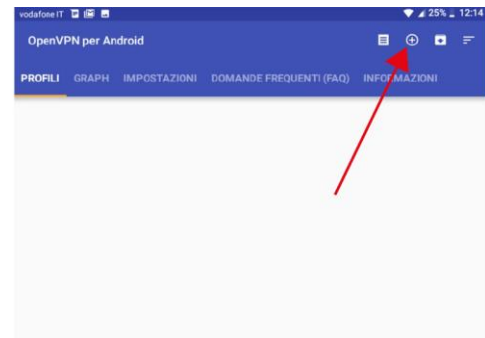 vodafone IT 25% 12:14
OpenVPN per Android
PROFILI GRAPH IMPOSTAZIONI DOMANDE FREQUENTI (FAQ) INFORMAZIONI